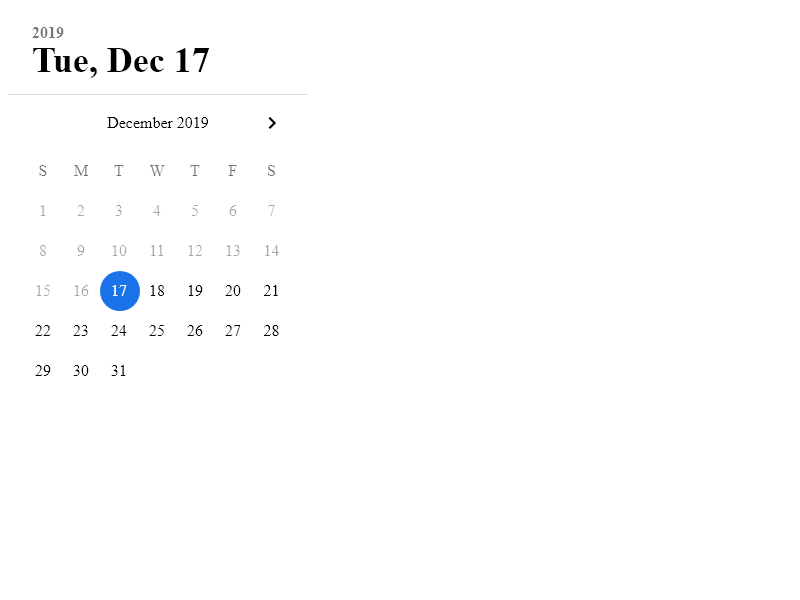 2019
Tue, Dec 17
December 2019
S M T W T F S
1 2 3 4 5 6 7
8 9 10 11 12 13 14
15 16 17 18 19 20 21
22 23 24 25 26 27 28
29 30 31